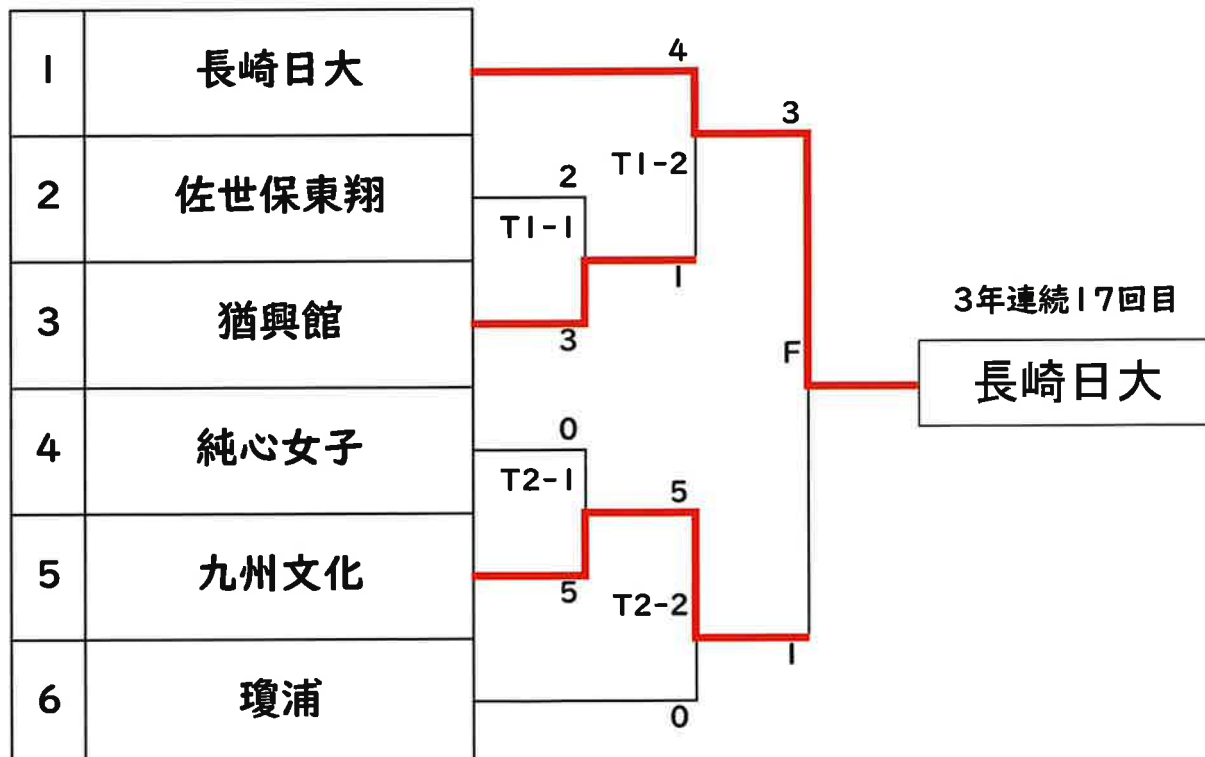 1 長崎日大
2 佐世保東翔
3 猶興館
4 純心女子
5 九州文化
6 瓊浦
4
3
2
T1-2
T1-1
1
3
3年連続17回目
F
長崎日大
0
T2-1
5
5
T2-2
1
0